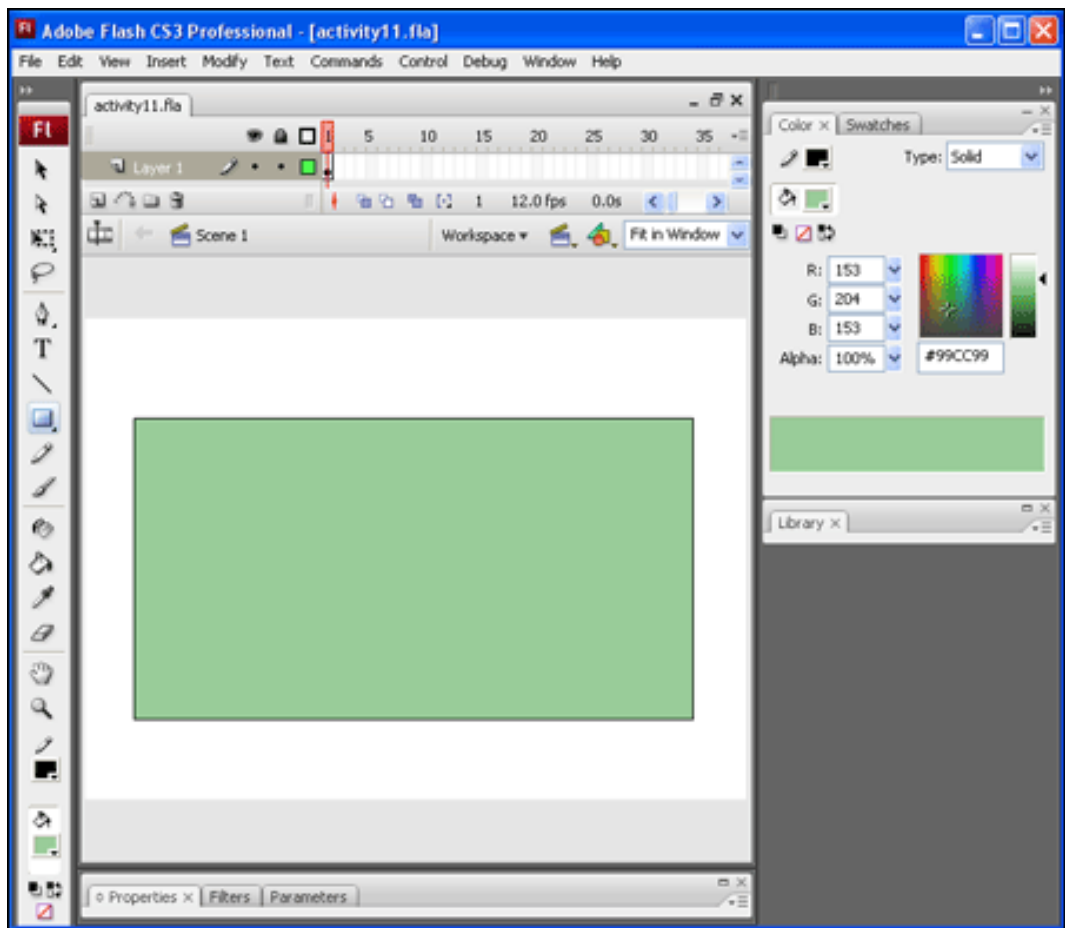 Fl Adobe Flash CS3 Professional - [activity11.fla]
File Edit View Insert Modify Text Commands Control Debug Window Help
activity11.fla
Fl
1 5 10 15 20 25 30 35
Layer 1
1 12.0 fps 0.0s
Scene 1 Workspace Fit in Window
T
Color Swatches
Type: Solid
R: 153
G: 204
B: 153
Alpha: 100% #99CC99
Library
Properties Filters Parameters